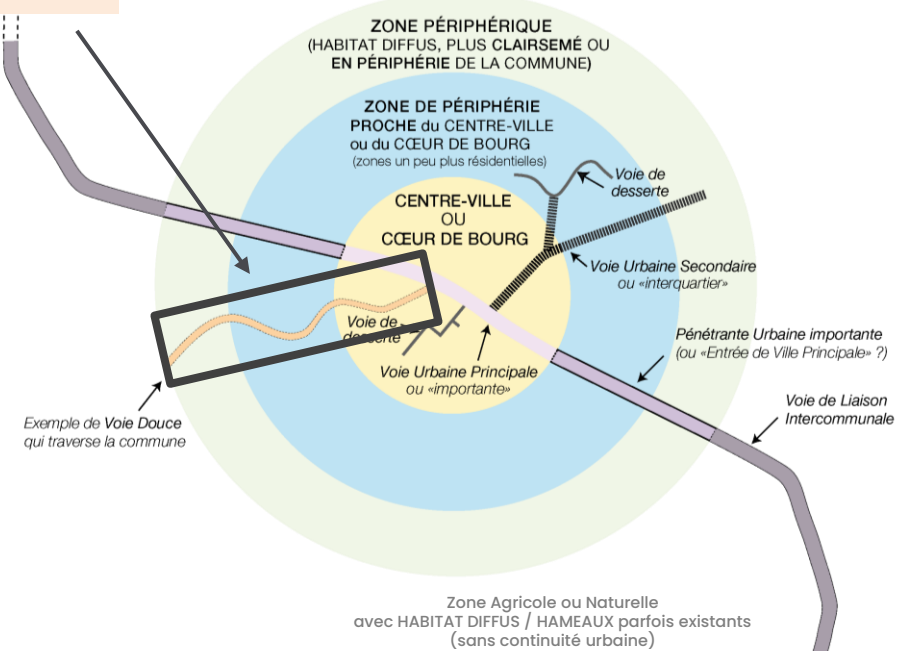 ZONE PÉRIPHÉRIQUE
(HABITAT DIFFUS, PLUS CLAIRSEMÉ OU
EN PÉRIPHÉRIE DE LA COMMUNE)
ZONE DE PÉRIPHÉRIE
PROCHE du CENTRE-VILLE
ou du CŒUR DE BOURG
(zones un peu plus résidentielles)
Voie de
desserte
CENTRE-VILLE
OU
CŒUR DE BOURG
Voie Urbaine Secondaire
ou «interquartier»
Voie de
desserte
Pénétrante Urbaine importante
(ou «Entrée de Ville Principale» ?)
Voie Urbaine Principale
ou «importante»
Voie de Liaison
Intercommunale
Exemple de Voie Douce
qui traverse la commune
Zone Agricole ou Naturelle
avec HABITAT DIFFUS / HAMEAUX parfois existants
(sans continuité urbaine)